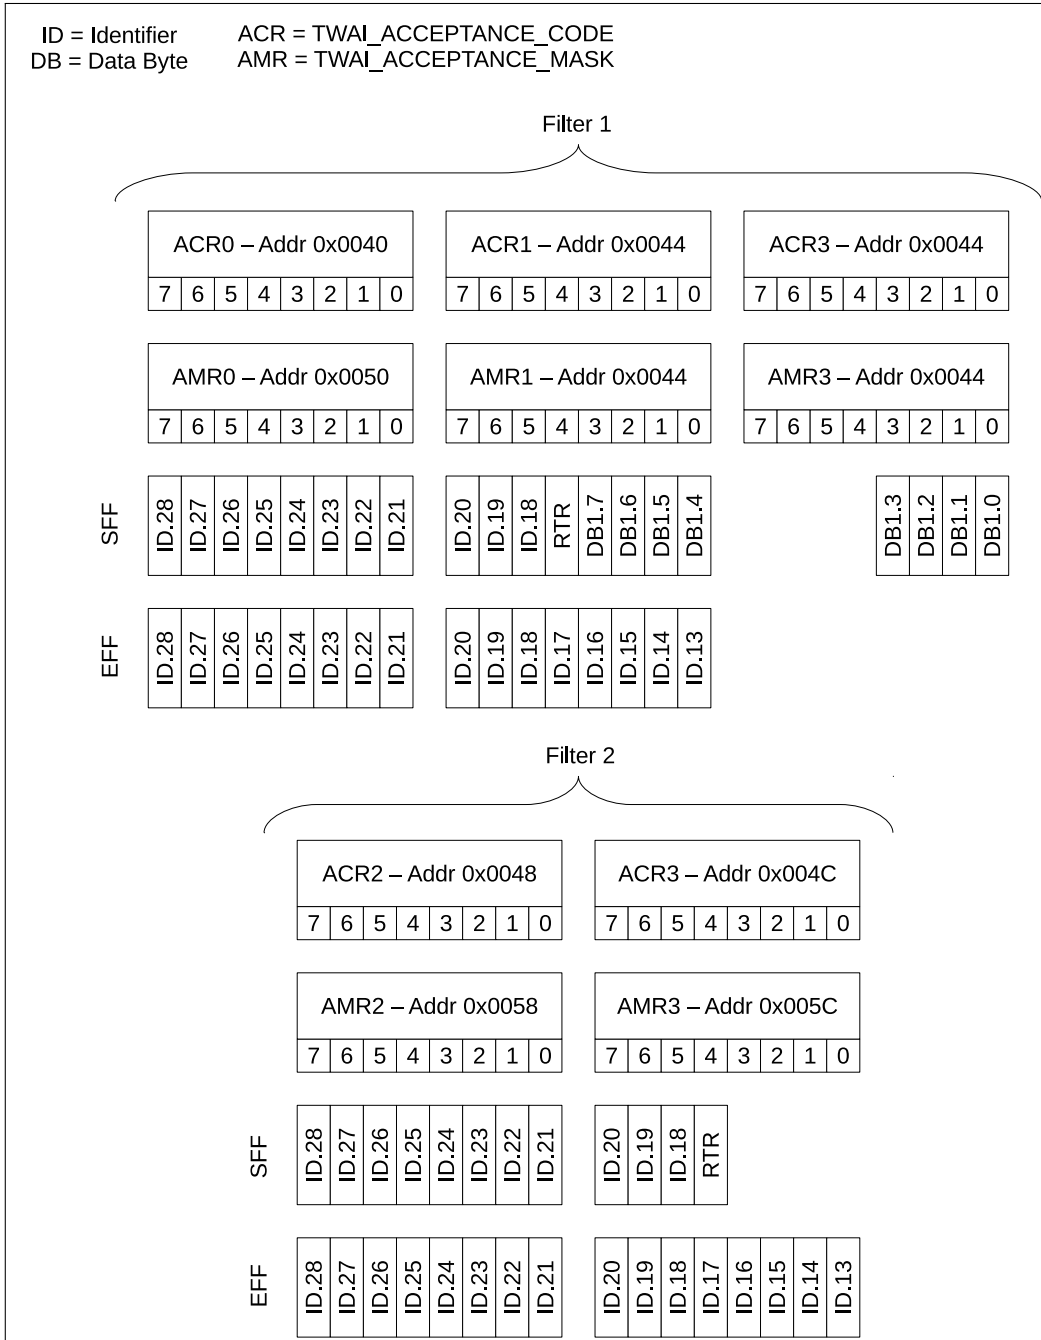 ID = Identifier ACR = TWAI_ACCEPTANCE_CODE
DB = Data Byte AMR = TWAI_ACCEPTANCE_MASK
Filter 1
ACR0 – Addr 0x0040 ACR1 – Addr 0x0044 ACR3 – Addr 0x0044
7 6 5 4 3 2 1 0 7 6 5 4 3 2 1 0 7 6 5 4 3 2 1 0
AMR0 – Addr 0x0050 AMR1 – Addr 0x0044 AMR3 – Addr 0x0044
7 6 5 4 3 2 1 0 7 6 5 4 3 2 1 0 7 6 5 4 3 2 1 0
SFF ID.28 ID.27 ID.26 ID.25 ID.24 ID.23 ID.22 ID.21 ID.20 ID.19 ID.18 RTR DB1.7 DB1.6 DB1.5 DB1.4 DB1.3 DB1.2 DB1.1 DB1.0
EFF ID.28 ID.27 ID.26 ID.25 ID.24 ID.23 ID.22 ID.21 ID.20 ID.19 ID.18 ID.17 ID.16 ID.15 ID.14 ID.13
Filter 2
ACR2 – Addr 0x0048 ACR3 – Addr 0x004C
7 6 5 4 3 2 1 0 7 6 5 4 3 2 1 0
AMR2 – Addr 0x0058 AMR3 – Addr 0x005C
7 6 5 4 3 2 1 0 7 6 5 4 3 2 1 0
SFF ID.28 ID.27 ID.26 ID.25 ID.24 ID.23 ID.22 ID.21 ID.20 ID.19 ID.18 RTR
EFF ID.28 ID.27 ID.26 ID.25 ID.24 ID.23 ID.22 ID.21 ID.20 ID.19 ID.18 ID.17 ID.16 ID.15 ID.14 ID.13